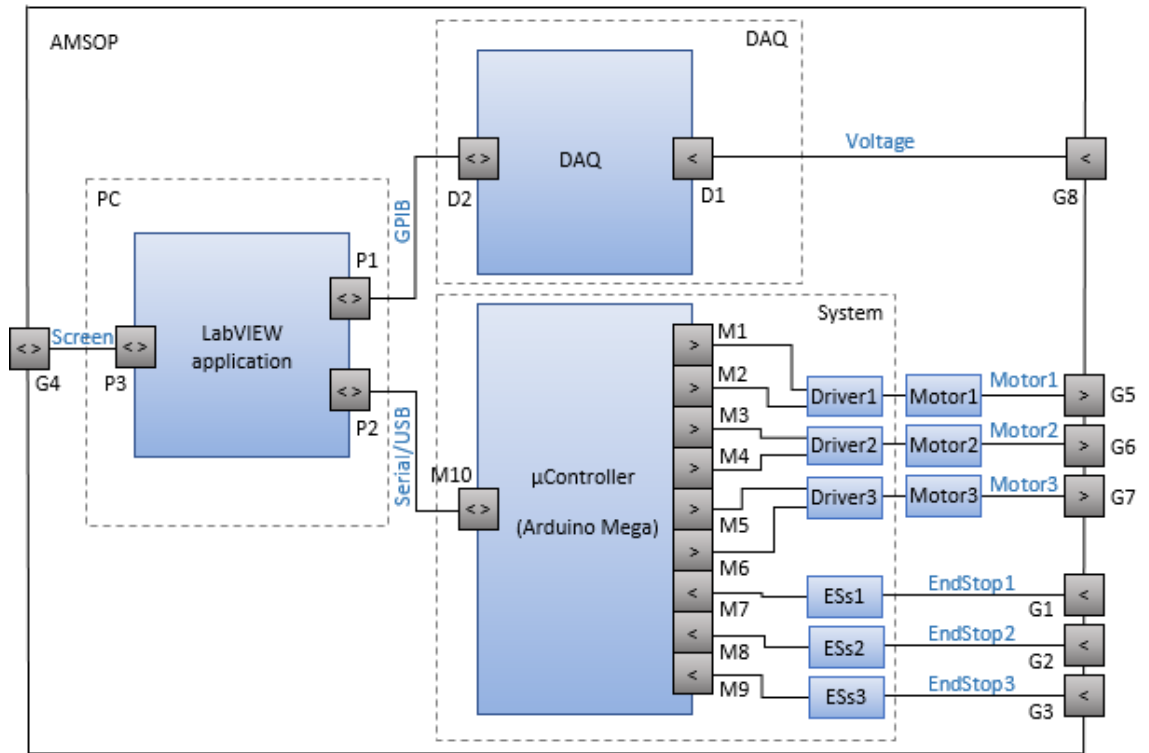 AMSOP
DAQ
DAQ
< >
D2
<
D1
Voltage
<
G8
PC
GPIB
P1
< >
LabVIEW
application
Screen
< >
G4
< >
P3
< >
P2
Serial/USB
System
M10
< >
µController
(Arduino Mega)
>
M1
>
M2
>
M3
>
M4
>
M5
>
M6
<
M7
<
M8
<
M9
Driver1
Motor1
Motor1
>
G5
Driver2
Motor2
Motor2
>
G6
Driver3
Motor3
Motor3
>
G7
ESs1
EndStop1
<
G1
ESs2
EndStop2
<
G2
ESs3
EndStop3
<
G3